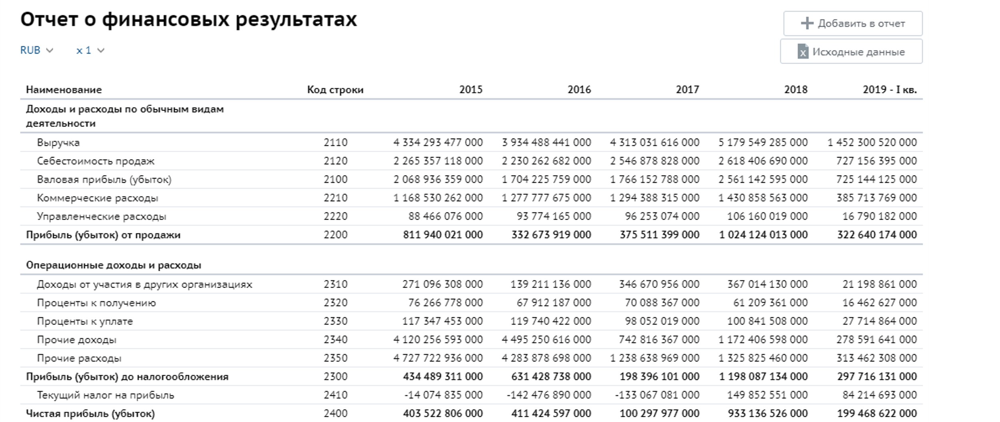 Отчет о финансовых результатах
Добавить в отчет
RUB x 1
Исходные данные
Наименование Код строки 2015 2016 2017 2018 2019 - I кв.
Доходы и расходы по обычным видам
деятельности
Выручка 2110 4 334 293 477 000 3 934 488 441 000 4 313 031 616 000 5 179 549 285 000 1 452 300 520 000
Себестоимость продаж 2120 2 265 357 118 000 2 230 262 682 000 2 546 878 828 000 2 618 406 690 000 727 156 395 000
Валовая прибыль (убыток) 2100 2 068 936 359 000 1 704 225 759 000 1 766 152 788 000 2 561 142 595 000 725 144 125 000
Коммерческие расходы 2210 1 168 530 262 000 1 277 777 675 000 1 294 388 315 000 1 430 858 563 000 385 713 769 000
Управленческие расходы 2220 88 466 076 000 93 774 165 000 96 253 074 000 106 160 019 000 16 790 182 000
Прибыль (убыток) от продажи 2200 811 940 021 000 332 673 919 000 375 511 399 000 1 024 124 013 000 322 640 174 000
Операционные доходы и расходы
Доходы от участия в других организациях 2310 271 096 308 000 139 211 136 000 346 670 956 000 367 014 130 000 21 198 861 000
Проценты к получению 2320 76 266 778 000 67 912 187 000 70 088 367 000 61 209 361 000 16 462 627 000
Проценты к уплате 2330 117 347 453 000 119 740 422 000 98 052 019 000 100 841 508 000 27 714 864 000
Прочие доходы 2340 4 120 256 593 000 4 495 250 616 000 742 816 367 000 1 172 406 598 000 278 591 641 000
Прочие расходы 2350 4 727 722 936 000 4 283 878 698 000 1 238 638 969 000 1 325 825 460 000 313 462 308 000
Прибыль (убыток) до налогообложения 2300 434 489 311 000 631 428 738 000 198 396 101 000 1 198 087 134 000 297 716 131 000
Текущий налог на прибыль 2410 -14 074 835 000 -142 476 890 000 -133 067 081 000 149 852 551 000 84 214 693 000
Чистая прибыль (убыток) 2400 403 522 806 000 411 424 597 000 100 297 977 000 933 136 526 000 199 468 622 000